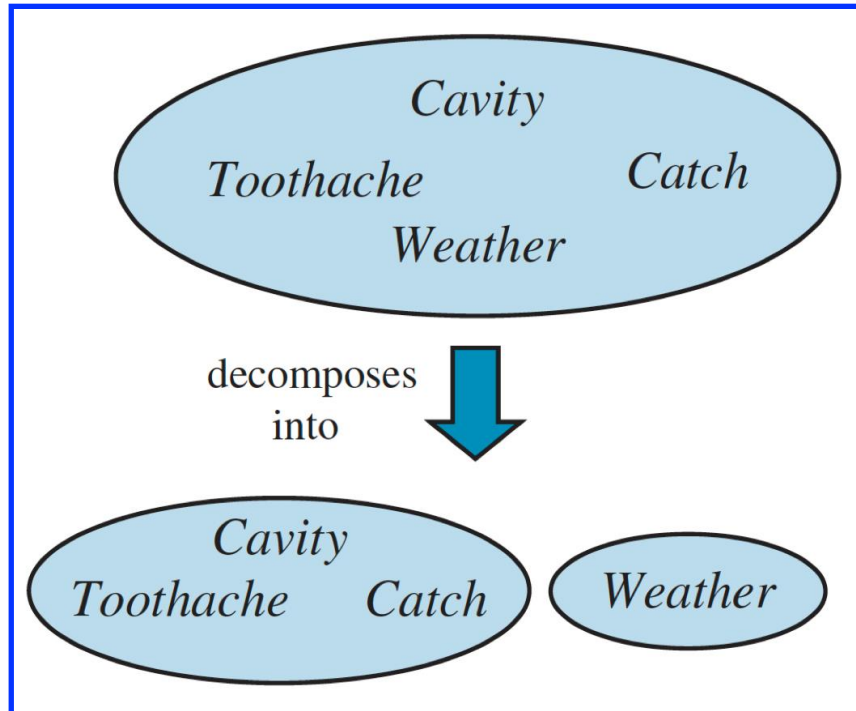 Cavity
Toothache Catch
Weather
decomposes
into
Cavity
Toothache Catch
Weather